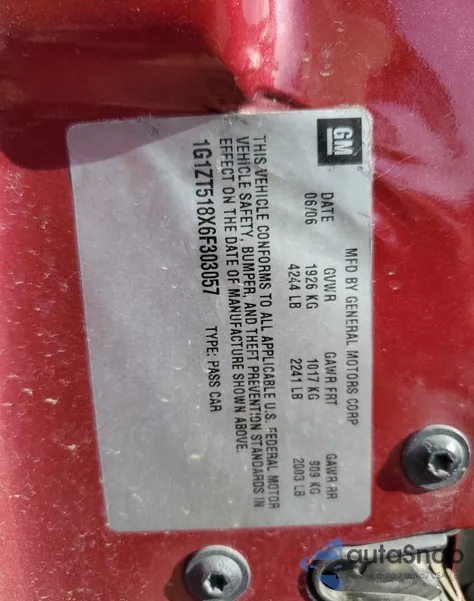 GM
MFD BY GENERAL MOTORS CORP
DATE GVWR GAWR FRT GAWR RR
06/06 1926 KG 1017 KG 909 KG
4244 LB 2241 LB 2003 LB
THIS VEHICLE CONFORMS TO ALL APPLICABLE U.S. FEDERAL MOTOR
VEHICLE SAFETY, BUMPER, AND THEFT PREVENTION STANDARDS IN
EFFECT ON THE DATE OF MANUFACTURE SHOWN ABOVE.
1G1ZT518X6F303057 TYPE: PASS CAR
autaSnap